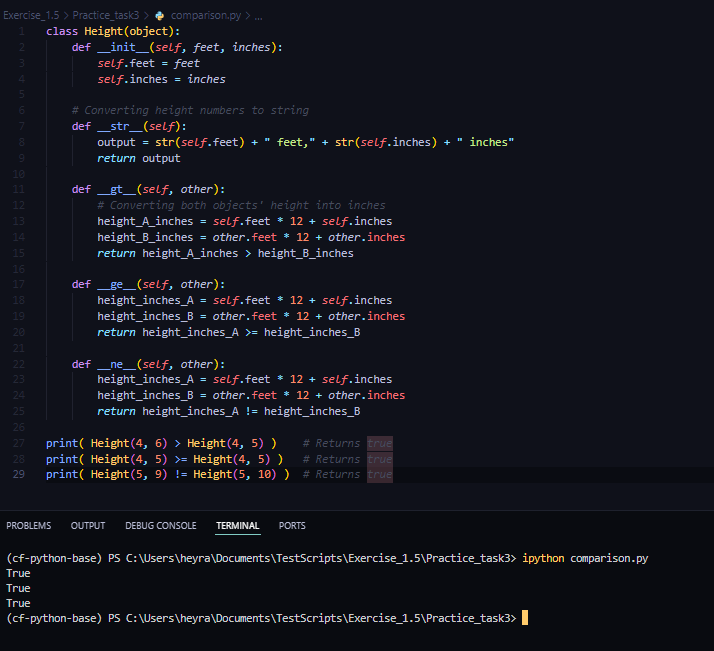 Exercise_1.5 > Practice_task3 > comparison.py > ...
1 class Height(object):
2     def __init__(self, feet, inches):
3         self.feet = feet
4         self.inches = inches
5
6     # Converting height numbers to string
7     def __str__(self):
8         output = str(self.feet) + " feet," + str(self.inches) + " inches"
9         return output
10
11     def __gt__(self, other):
12         # Converting both objects' height into inches
13         height_A_inches = self.feet * 12 + self.inches
14         height_B_inches = other.feet * 12 + other.inches
15         return height_A_inches > height_B_inches
16
17     def __ge__(self, other):
18         height_inches_A = self.feet * 12 + self.inches
19         height_inches_B = other.feet * 12 + other.inches
20         return height_inches_A >= height_inches_B
21
22     def __ne__(self, other):
23         height_inches_A = self.feet * 12 + self.inches
24         height_inches_B = other.feet * 12 + other.inches
25         return height_inches_A != height_inches_B
26
27 print( Height(4, 6) > Height(4, 5) )    # Returns true
28 print( Height(4, 5) >= Height(4, 5) )   # Returns true
29 print( Height(5, 9) != Height(5, 10) )  # Returns true
PROBLEMS OUTPUT DEBUG CONSOLE TERMINAL PORTS
(cf-python-base) PS C:\Users\heyra\Documents\TestScripts\Exercise_1.5\Practice_task3> ipython comparison.py
True
True
True
(cf-python-base) PS C:\Users\heyra\Documents\TestScripts\Exercise_1.5\Practice_task3>